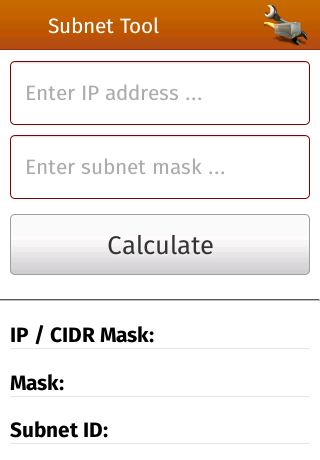 Subnet Tool
Enter IP address ...
Enter subnet mask ...
Calculate
IP / CIDR Mask:
Mask:
Subnet ID: